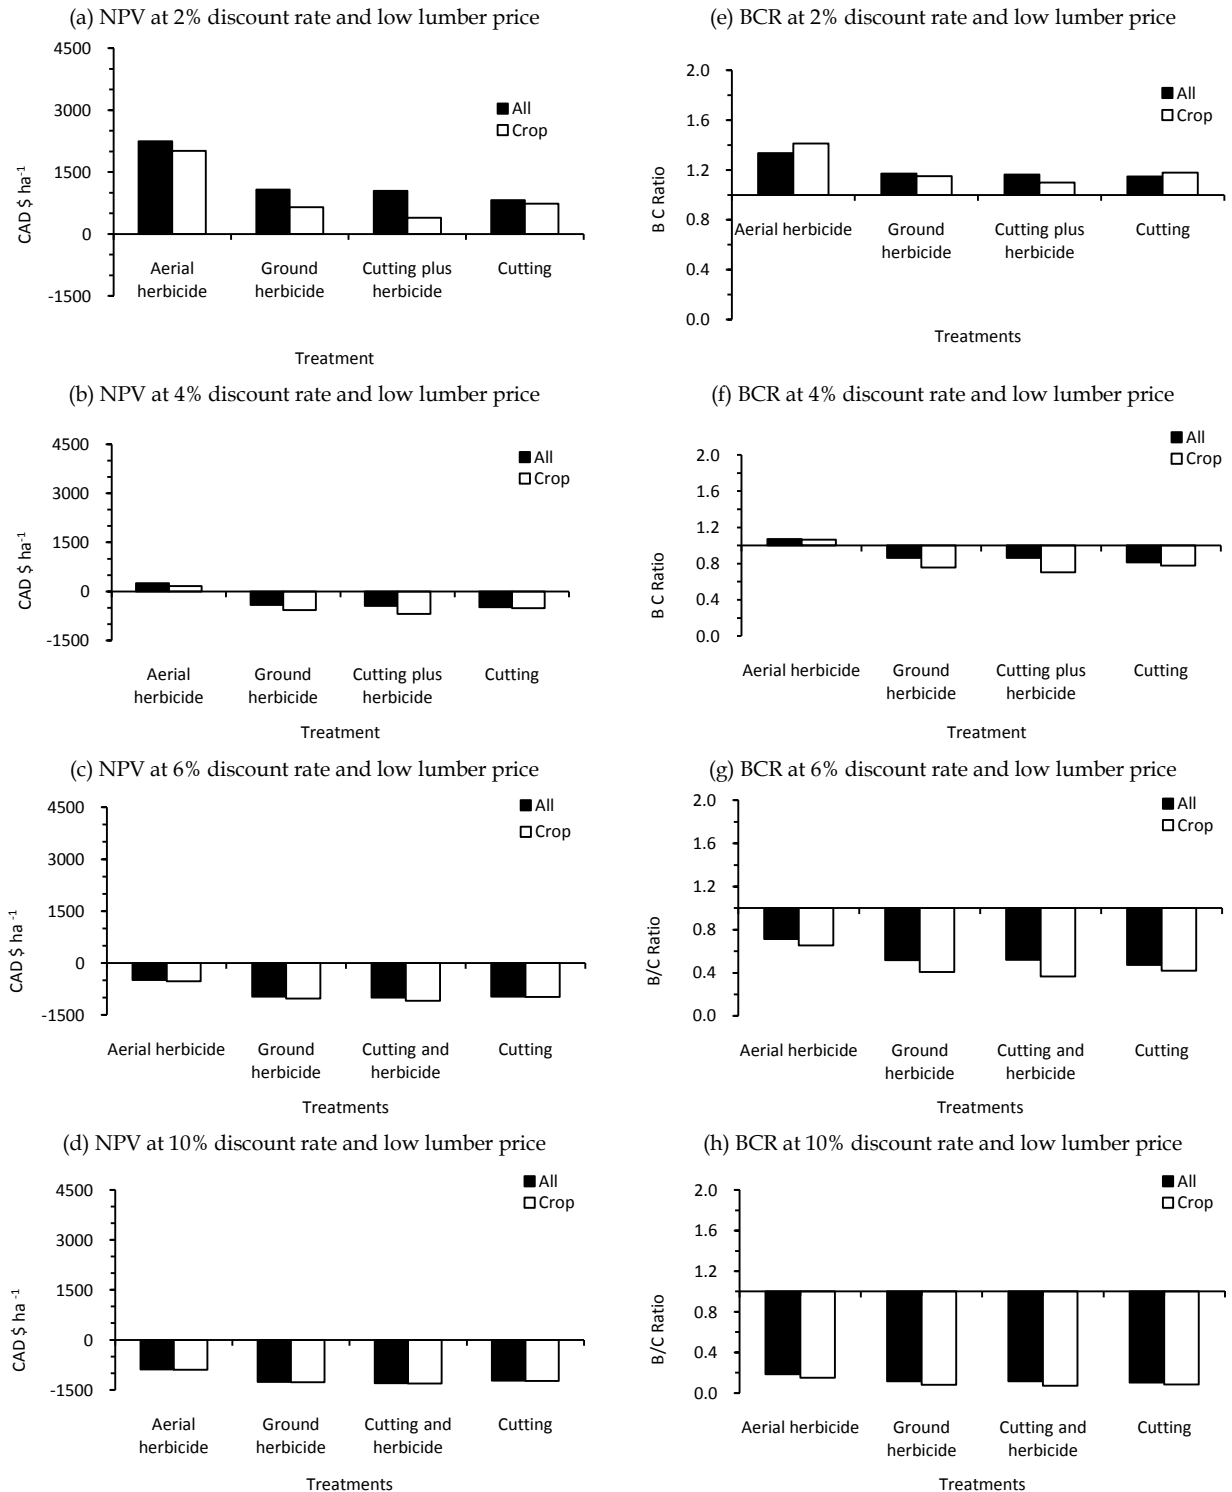 (a) NPV at 2% discount rate and low lumber price
4500
3000
1500
0
-1500
CAD $ ha-1
All
Crop
Aerial herbicide
Ground herbicide
Cutting plus herbicide
Cutting
Treatment
(e) BCR at 2% discount rate and low lumber price
2.0
1.6
1.2
0.8
0.4
0.0
B C Ratio
All
Crop
Aerial herbicide
Ground herbicide
Cutting plus herbicide
Cutting
Treatments
(b) NPV at 4% discount rate and low lumber price
4500
3000
1500
0
-1500
CAD $ ha-1
All
Crop
Aerial herbicide
Ground herbicide
Cutting plus herbicide
Cutting
Treatment
(f) BCR at 4% discount rate and low lumber price
2.0
1.6
1.2
0.8
0.4
0.0
B C Ratio
All
Crop
Aerial herbicide
Ground herbicide
Cutting plus herbicide
Cutting
Treatments
(c) NPV at 6% discount rate and low lumber price
4500
3000
1500
0
-1500
CAD $ ha -1
All
Crop
Aerial herbicide
Ground herbicide
Cutting and herbicide
Cutting
Treatments
(g) BCR at 6% discount rate and low lumber price
2.0
1.6
1.2
0.8
0.4
0.0
B/C Ratio
All
Crop
Aerial herbicide
Ground herbicide
Cutting and herbicide
Cutting
Treatments
(d) NPV at 10% discount rate and low lumber price
4500
3000
1500
0
-1500
CAD $ ha -1
All
Crop
Aerial herbicide
Ground herbicide
Cutting and herbicide
Cutting
Treatments
(h) BCR at 10% discount rate and low lumber price
2.0
1.6
1.2
0.8
0.4
0.0
B/C Ratio
All
Crop
Aerial herbicide
Ground herbicide
Cutting and herbicide
Cutting
Treatments